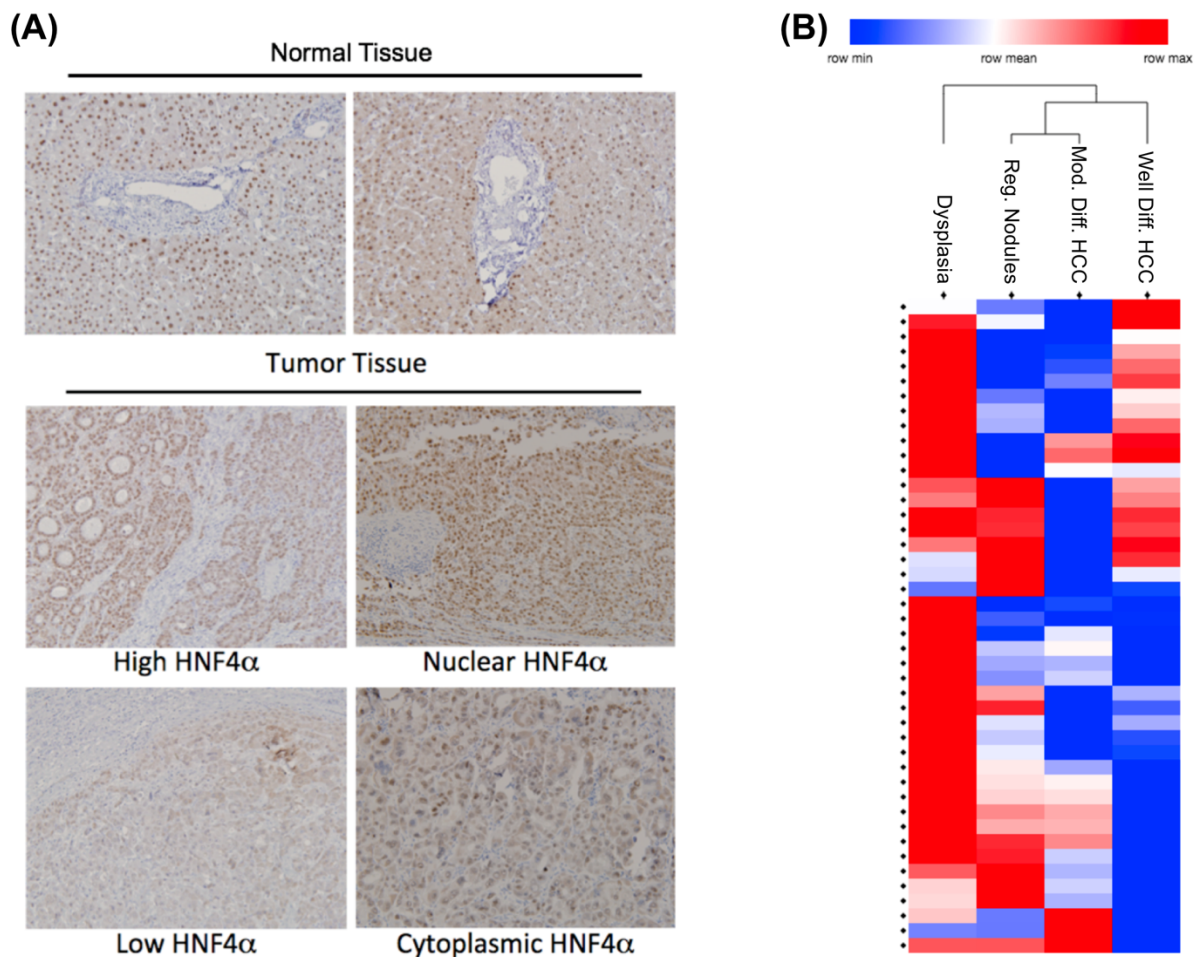 (A)
Normal Tissue
Tumor Tissue
High HNF4α
Nuclear HNF4α
Low HNF4α
Cytoplasmic HNF4α
(B)
row min
row mean
row max
Dysplasia
Reg. Nodules
Mod. Diff. HCC
Well Diff. HCC